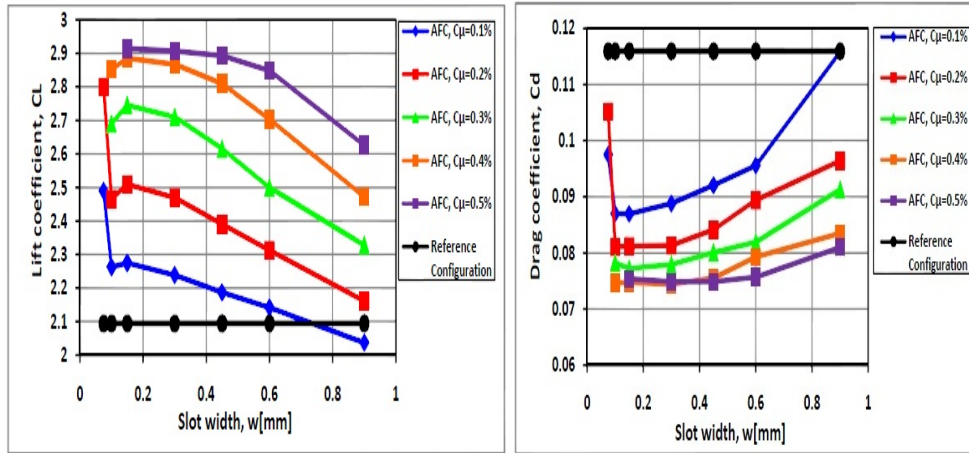 3
2.9
2.8
2.7
2.6
2.5
2.4
2.3
2.2
2.1
2
Lift coefficient, CL
0 0.2 0.4 0.6 0.8 1
Slot width, w[mm]
AFC, Cμ=0.1%
AFC, Cμ=0.2%
AFC, Cμ=0.3%
AFC, Cμ=0.4%
AFC, Cμ=0.5%
Reference
Configuration
0.12
0.11
0.1
0.09
0.08
0.07
0.06
Drag coefficient, Cd
0 0.2 0.4 0.6 0.8 1
Slot width, w[mm]
AFC, Cμ=0.1%
AFC, Cμ=0.2%
AFC, Cμ=0.3%
AFC, Cμ=0.4%
AFC, Cμ=0.5%
Reference
Configuration